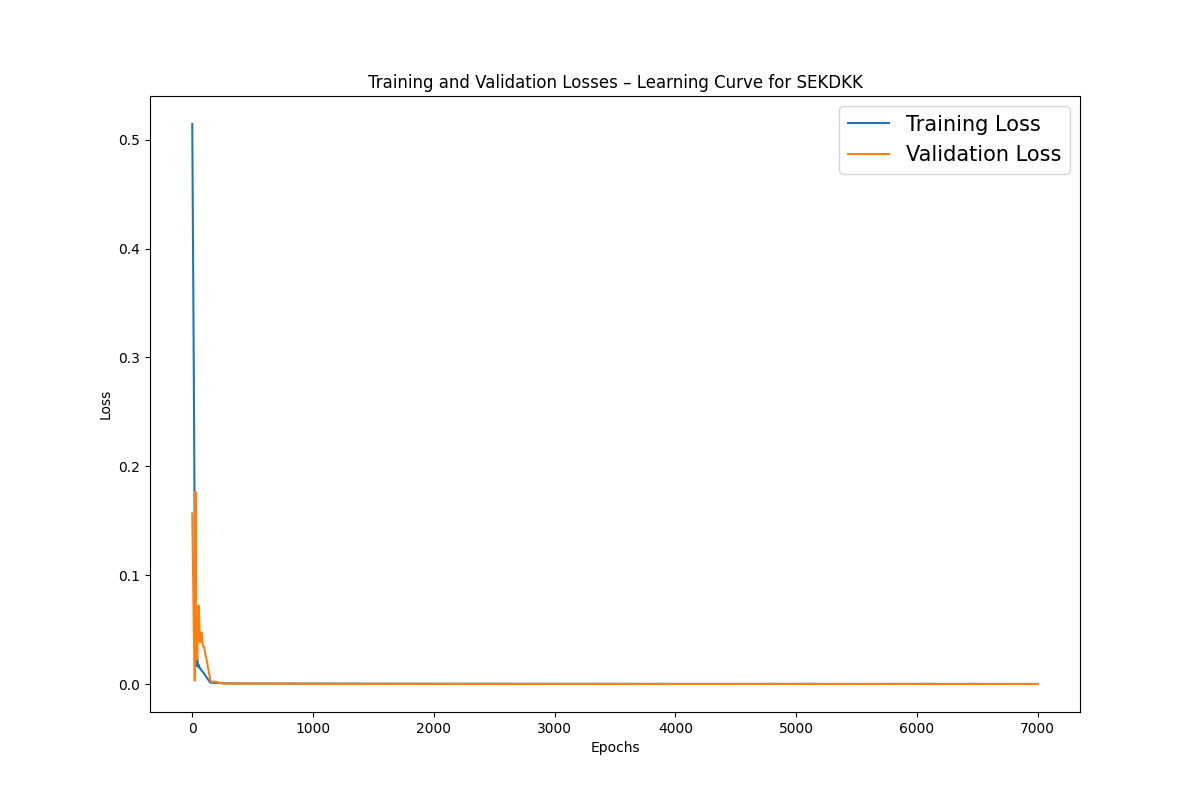 Training and Validation Losses – Learning Curve for SEKDKK
Training Loss
Validation Loss
0.5
0.4
0.3
0.2
0.1
0.0
Loss
0 1000 2000 3000 4000 5000 6000 7000
Epochs